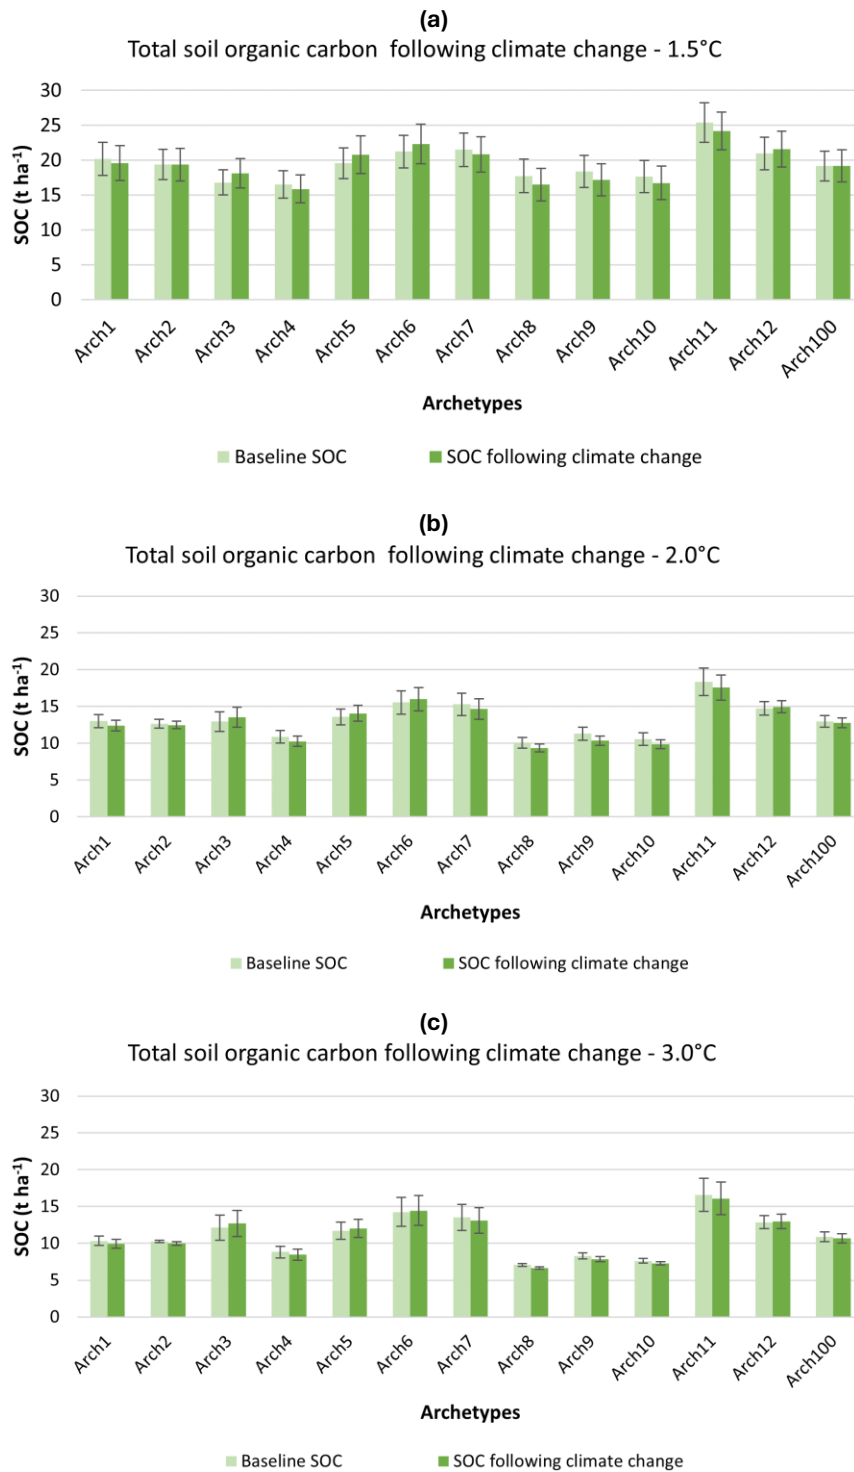 (a)
Total soil organic carbon following climate change - 1.5°C
30
25
20
15
10
5
0
SOC (t ha⁻¹)
Arch1 Arch2 Arch3 Arch4 Arch5 Arch6 Arch7 Arch8 Arch9 Arch10 Arch11 Arch12 Arch100
Archetypes
Baseline SOC SOC following climate change
(b)
Total soil organic carbon following climate change - 2.0°C
30
25
20
15
10
5
0
SOC (t ha⁻¹)
Arch1 Arch2 Arch3 Arch4 Arch5 Arch6 Arch7 Arch8 Arch9 Arch10 Arch11 Arch12 Arch100
Archetypes
Baseline SOC SOC following climate change
(c)
Total soil organic carbon following climate change - 3.0°C
30
25
20
15
10
5
0
SOC (t ha⁻¹)
Arch1 Arch2 Arch3 Arch4 Arch5 Arch6 Arch7 Arch8 Arch9 Arch10 Arch11 Arch12 Arch100
Archetypes
Baseline SOC SOC following climate change